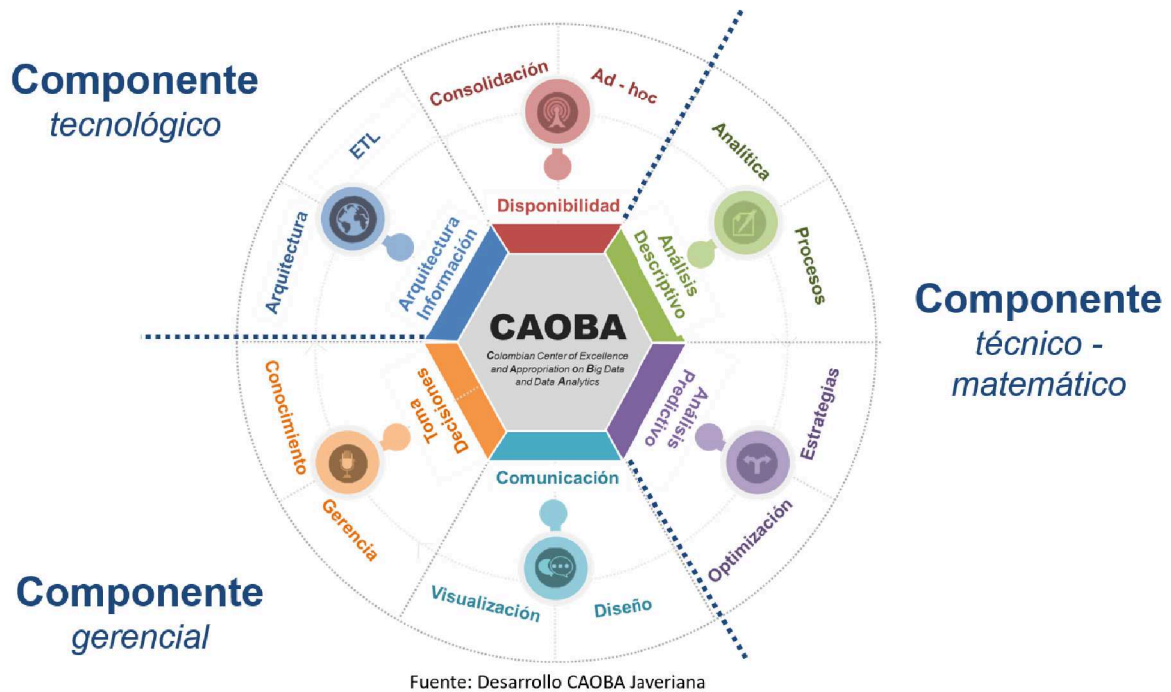 Componente
tecnológico
Consolidación
Ad - hoc
ETL
Arquitectura
Arquitectura
Información
Disponibilidad
Analítica
Procesos
Análisis
Descriptivo
Componente
técnico -
matemático
CAOBA
Colombian Center of Excellence
and Appropriation on Big Data
and Data Analytics
Conocimiento
Gerencia
Toma
Decisiones
Análisis
Predictivo
Estrategias
Optimización
Comunicación
Visualización
Diseño
Componente
gerencial
Fuente: Desarrollo CAOBA Javeriana